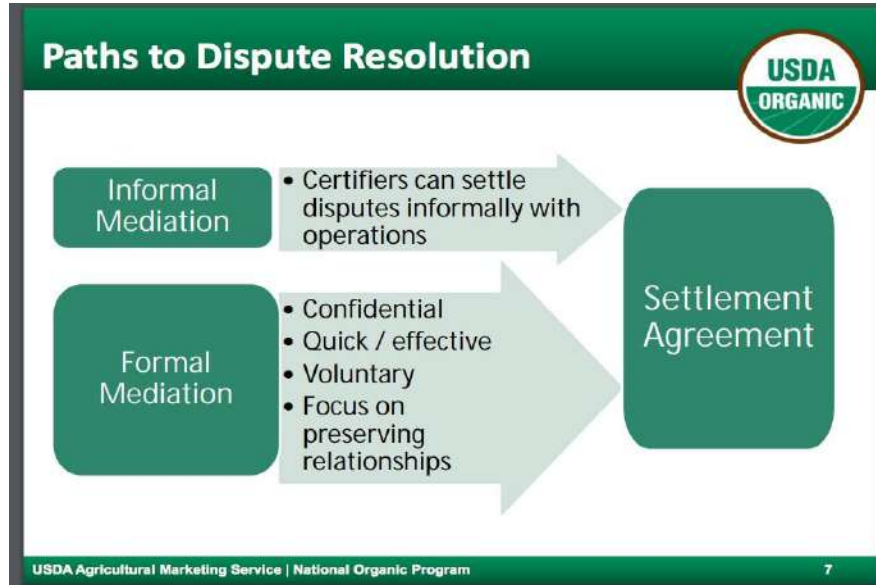 Paths to Dispute Resolution
USDA
ORGANIC
Informal
Mediation
• Certifiers can settle
disputes informally with
operations
Formal
Mediation
• Confidential
• Quick / effective
• Voluntary
• Focus on
preserving
relationships
Settlement
Agreement
USDA Agricultural Marketing Service | National Organic Program
7